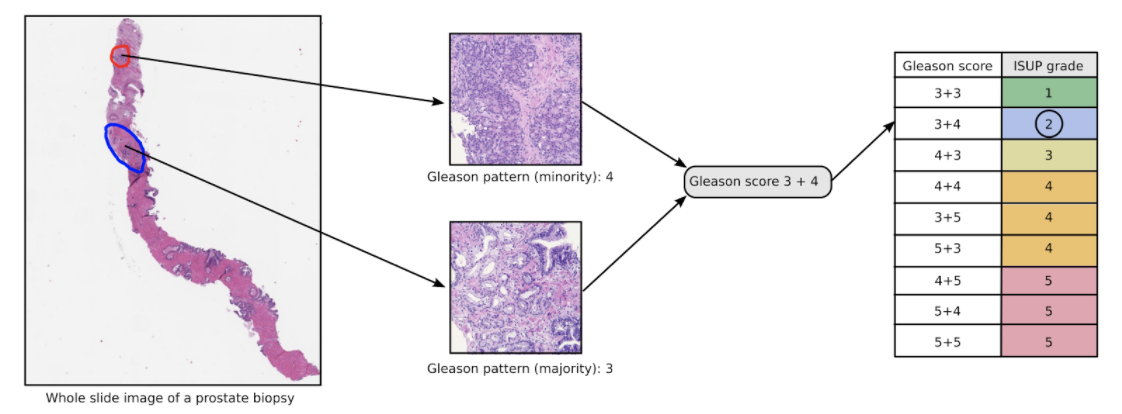 Whole slide image of a prostate biopsy
Gleason pattern (minority): 4
Gleason pattern (majority): 3
Gleason score 3 + 4
Gleason score ISUP grade
3+3 1
3+4 2
4+3 3
4+4 4
3+5 4
5+3 4
4+5 5
5+4 5
5+5 5